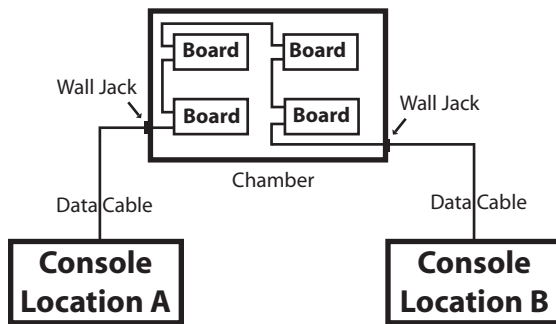 Board
Board
Wall Jack
Board
Board
Wall Jack
Chamber
Data Cable
Data Cable
Console
Location A
Console
Location B